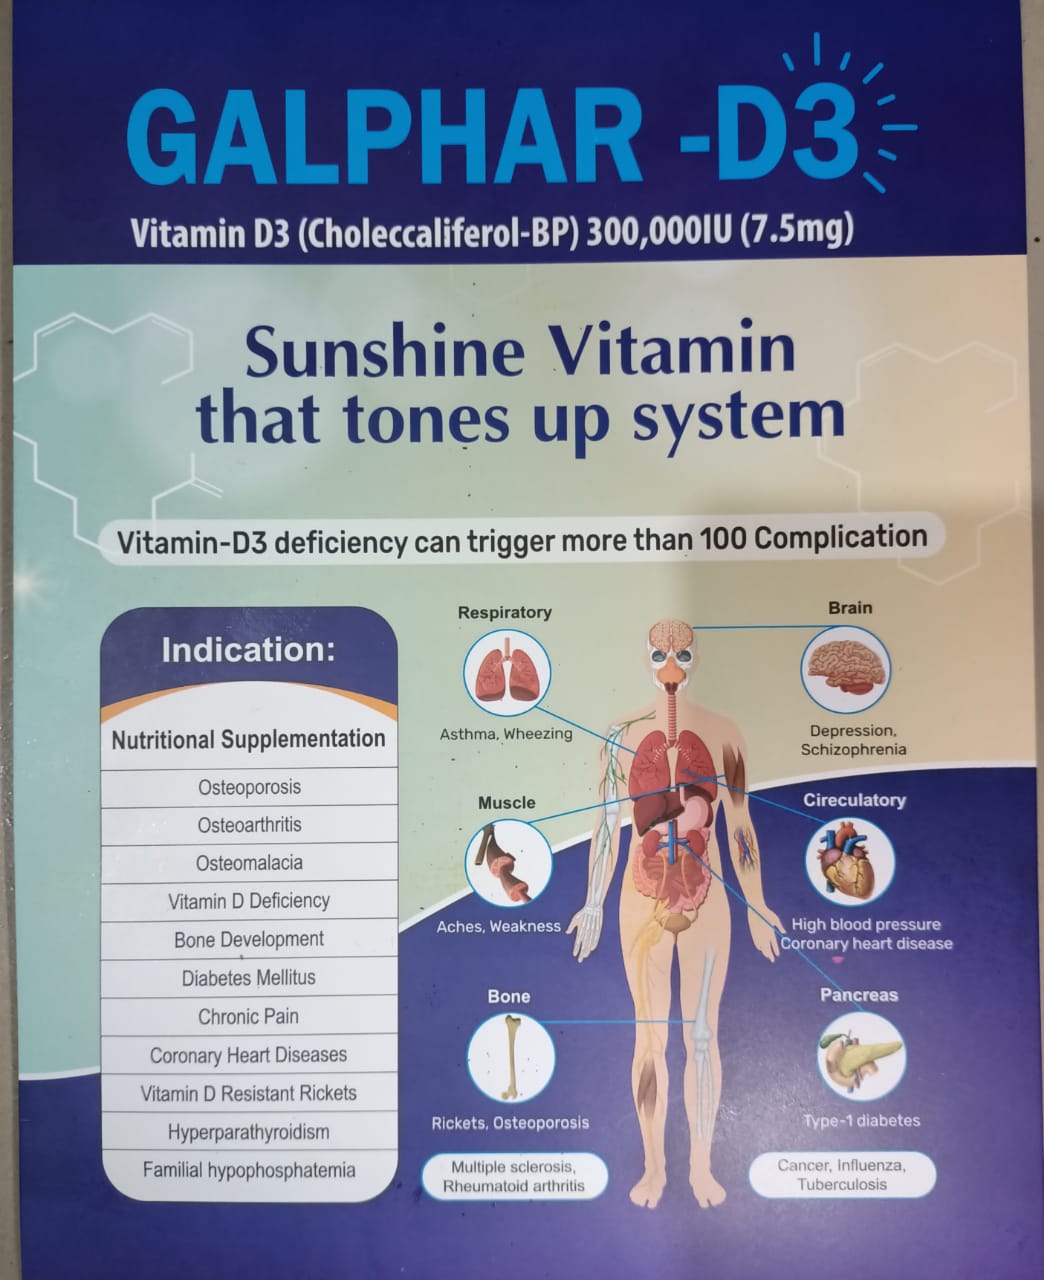 GALPHAR -D3
Vitamin D3 (Choleccaliferol-BP) 300,000IU (7.5mg)
Sunshine Vitamin
that tones up system
Vitamin-D3 deficiency can trigger more than 100 Complication
Indication:
Nutritional Supplementation
Osteoporosis
Osteoarthritis
Osteomalacia
Vitamin D Deficiency
Bone Development
Diabetes Mellitus
Chronic Pain
Coronary Heart Diseases
Vitamin D Resistant Rickets
Hyperparathyroidism
Familial hypophosphatemia
Respiratory
Asthma, Wheezing
Muscle
Aches, Weakness
Bone
Rickets, Osteoporosis
Multiple sclerosis,
Rheumatoid arthritis
Brain
Depression,
Schizophrenia
Cireculatory
High blood pressure
Coronary heart disease
Pancreas
Type-1 diabetes
Cancer, Influenza,
Tuberculosis